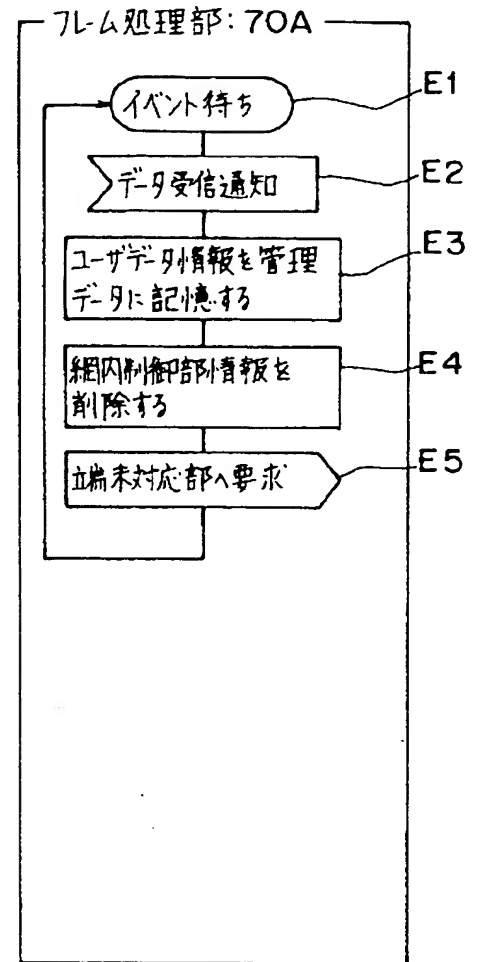 フレーム処理部:70A
イベント待ち
E1
データ受信通知
E2
ユーザデータ情報を管理
データに記憶する
E3
網内制御部情報を
削除する
E4
端末対応部へ要求
E5